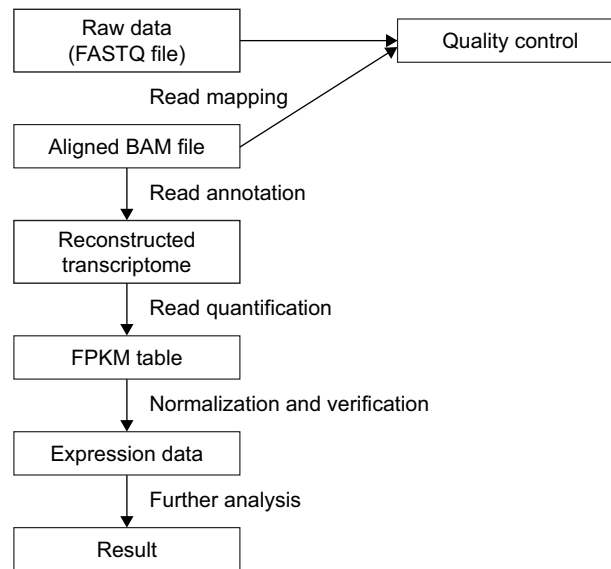 Raw data
(FASTQ file)
Quality control
Read mapping
Aligned BAM file
Read annotation
Reconstructed
transcriptome
Read quantification
FPKM table
Normalization and verification
Expression data
Further analysis
Result